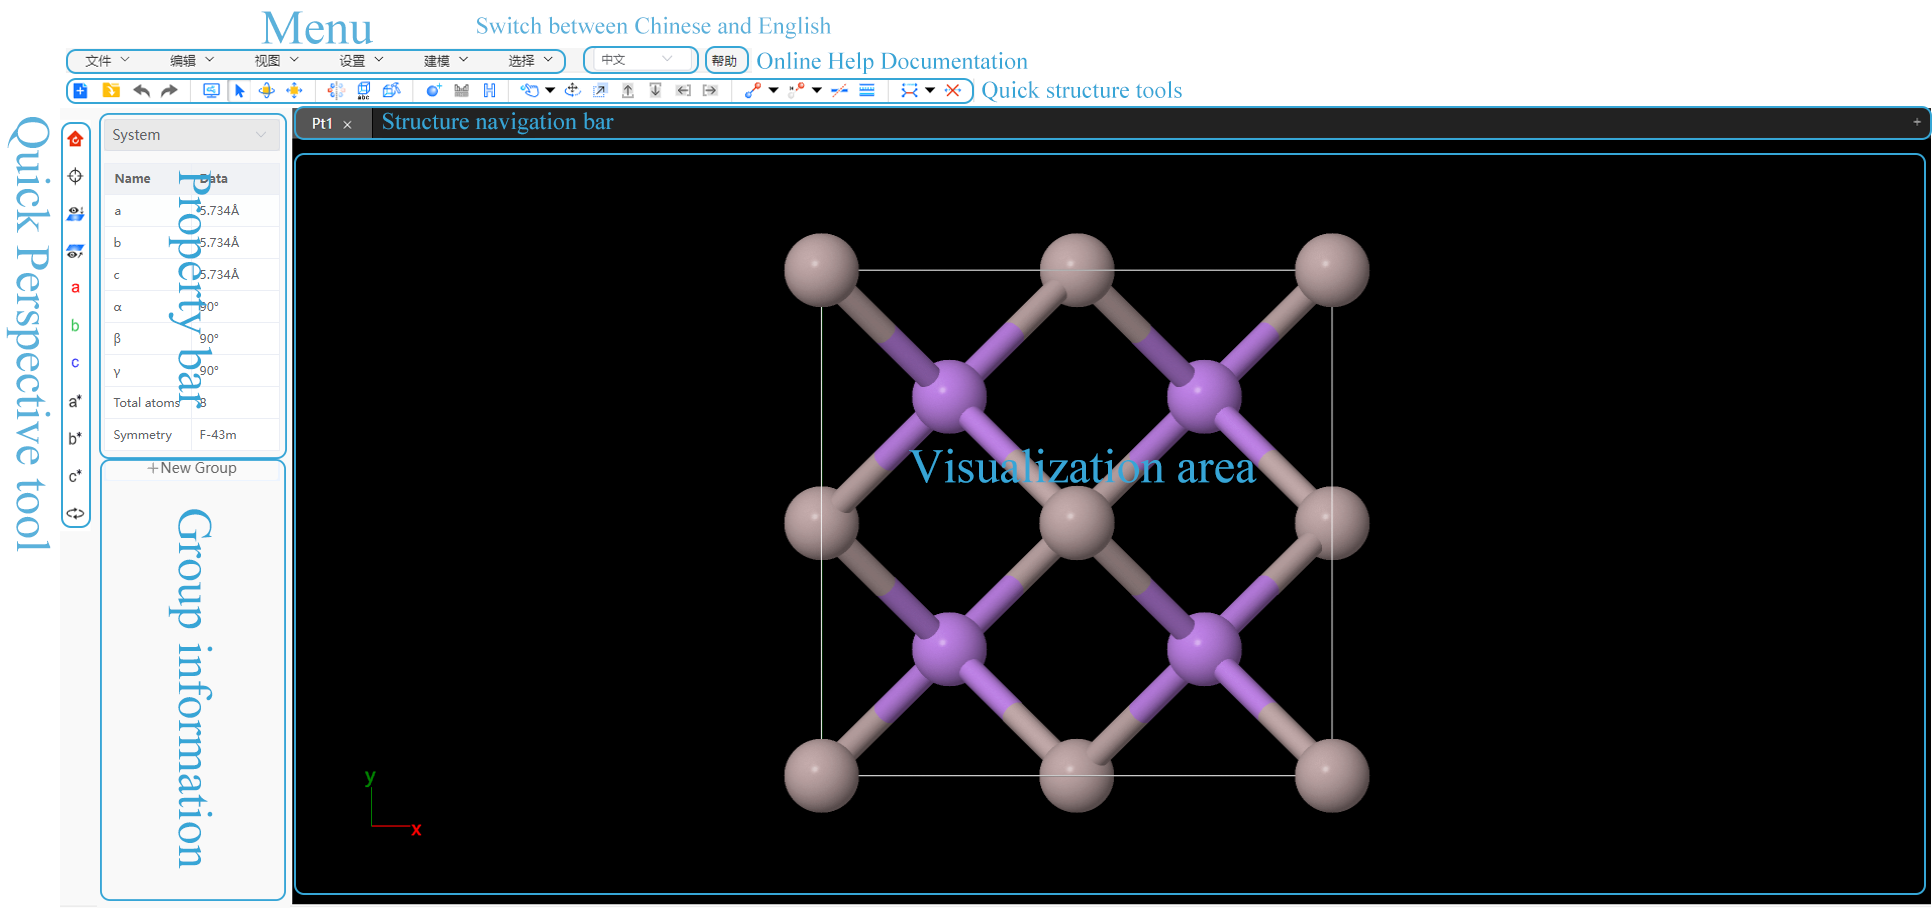 Menu
Switch between Chinese and English
文件 编辑 视图 设置 建模 选择 中文 帮助 Online Help Documentation
abc H H Quick structure tools
Pt1 × Structure navigation bar +
Quick Perspective tool
a
b
c
a*
b*
c*
System
Name Data
a 5.734Å
b 5.734Å
c 5.734Å
α 90°
β 90°
γ 90°
Total atoms 8
Symmetry F-43m
Property bar
+New Group
Group information
Visualization area
y
x